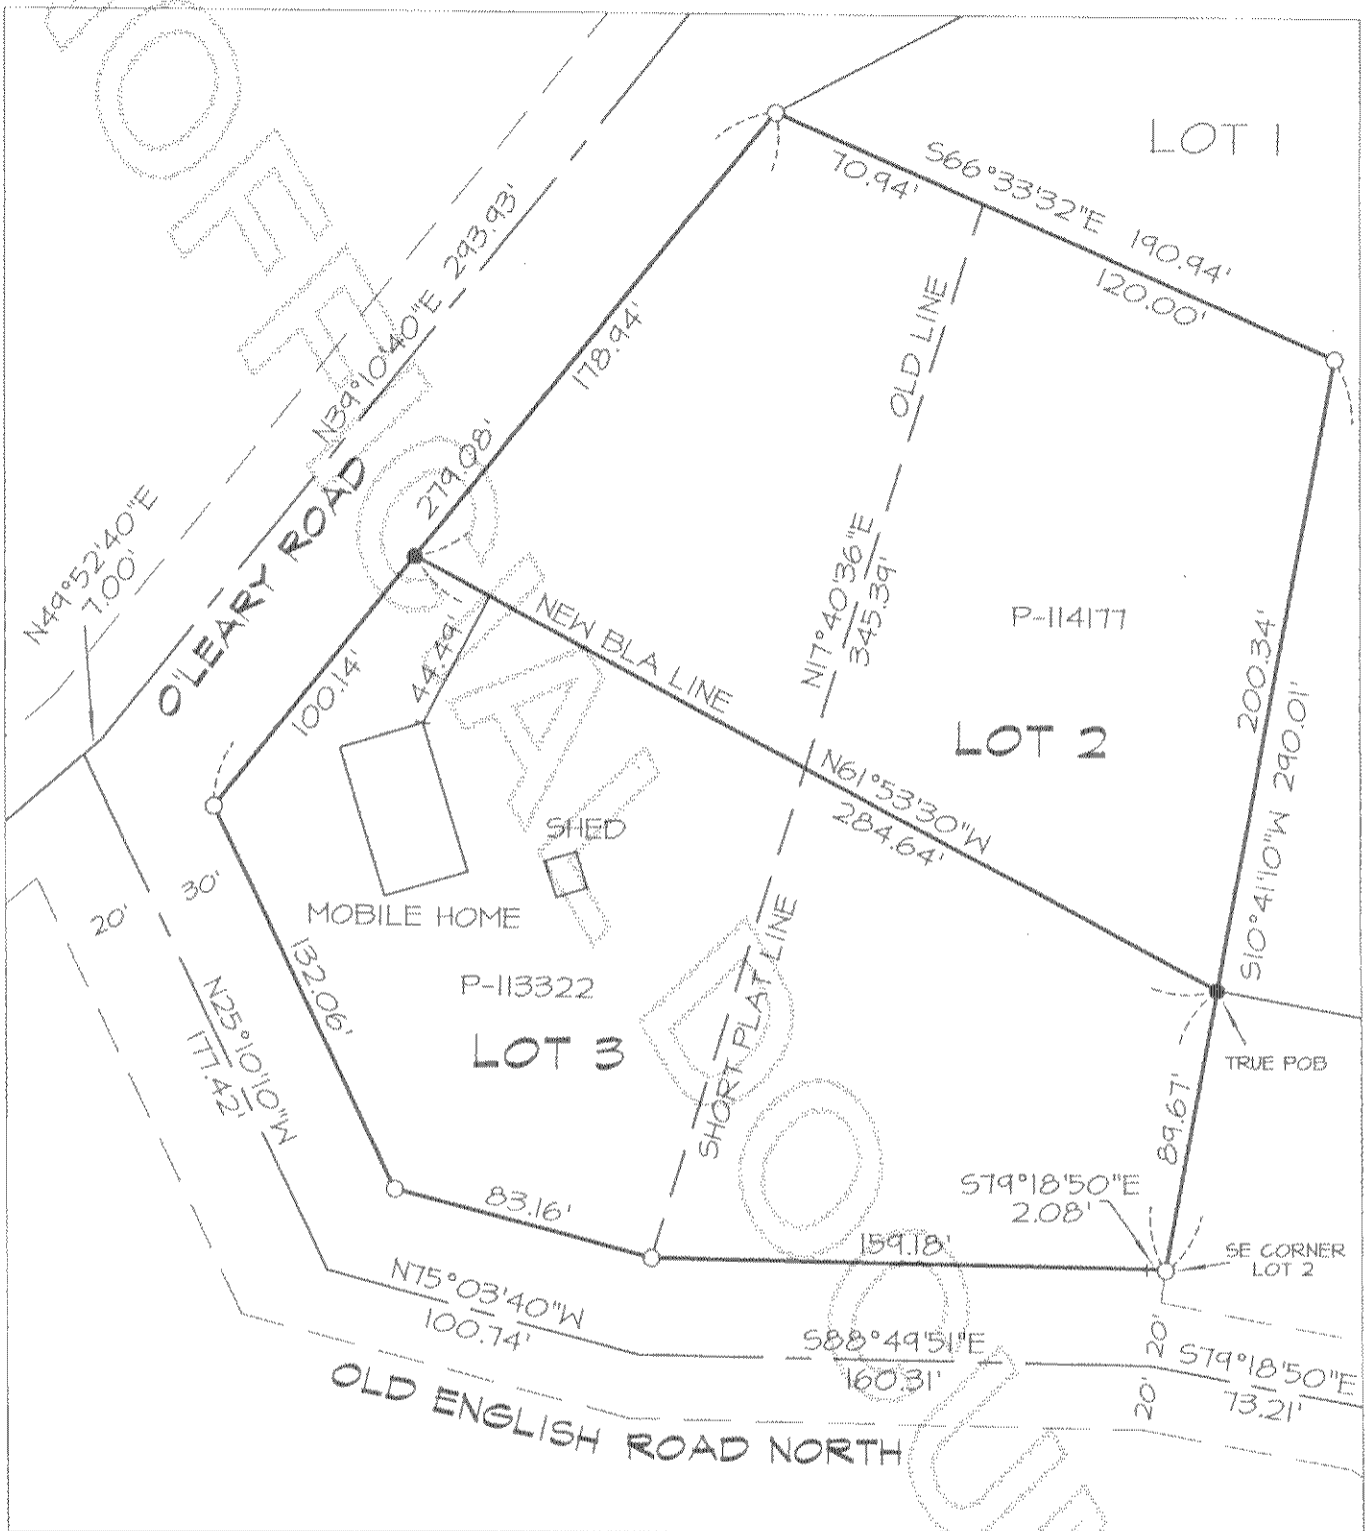 LOT 1
S66°33'32"E 190.94'
70.94'
120.00'
N39°10'40"E 293.93'
178.94'
279.08'
OLD LINE
N49°52'40"E
7.00'
O'LEARY ROAD
N17°40'36"E
345.39'
P-114177
LOT 2
200.34'
S10°41'10"W 290.01'
NEW BLA LINE
44.49'
100.14'
N61°53'30"W
284.64'
SHED
MOBILE HOME
30'
20'
132.06'
N25°10'10"W
177.42'
P-113322
LOT 3
SHORT PLAT LINE
TRUE POB
89.67'
S79°18'50"E
2.08'
83.16'
159.18'
SE CORNER
LOT 2
N75°03'40"W
100.74'
S88°49'51"E
160.31'
20'
20'
S79°18'50"E
73.21'
OLD ENGLISH ROAD NORTH
UNOFFICIAL DOCUMENT